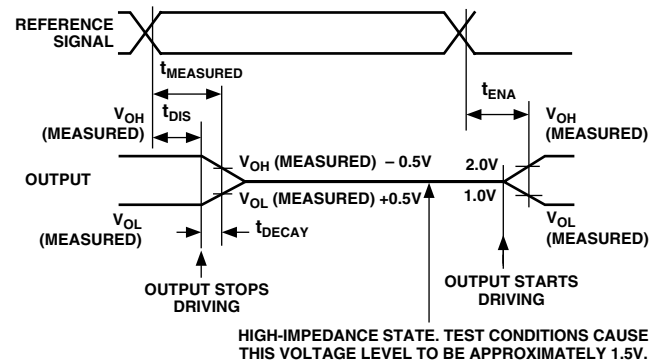 REFERENCE
SIGNAL
tMEASURED
tENA
VOH
(MEASURED)
tDIS
VOH
(MEASURED)
VOH (MEASURED) – 0.5V
2.0V
OUTPUT
VOL (MEASURED) +0.5V
1.0V
VOL
(MEASURED)
tDECAY
VOL
(MEASURED)
OUTPUT STOPS
DRIVING
OUTPUT STARTS
DRIVING
HIGH-IMPEDANCE STATE. TEST CONDITIONS CAUSE
THIS VOLTAGE LEVEL TO BE APPROXIMATELY 1.5V.